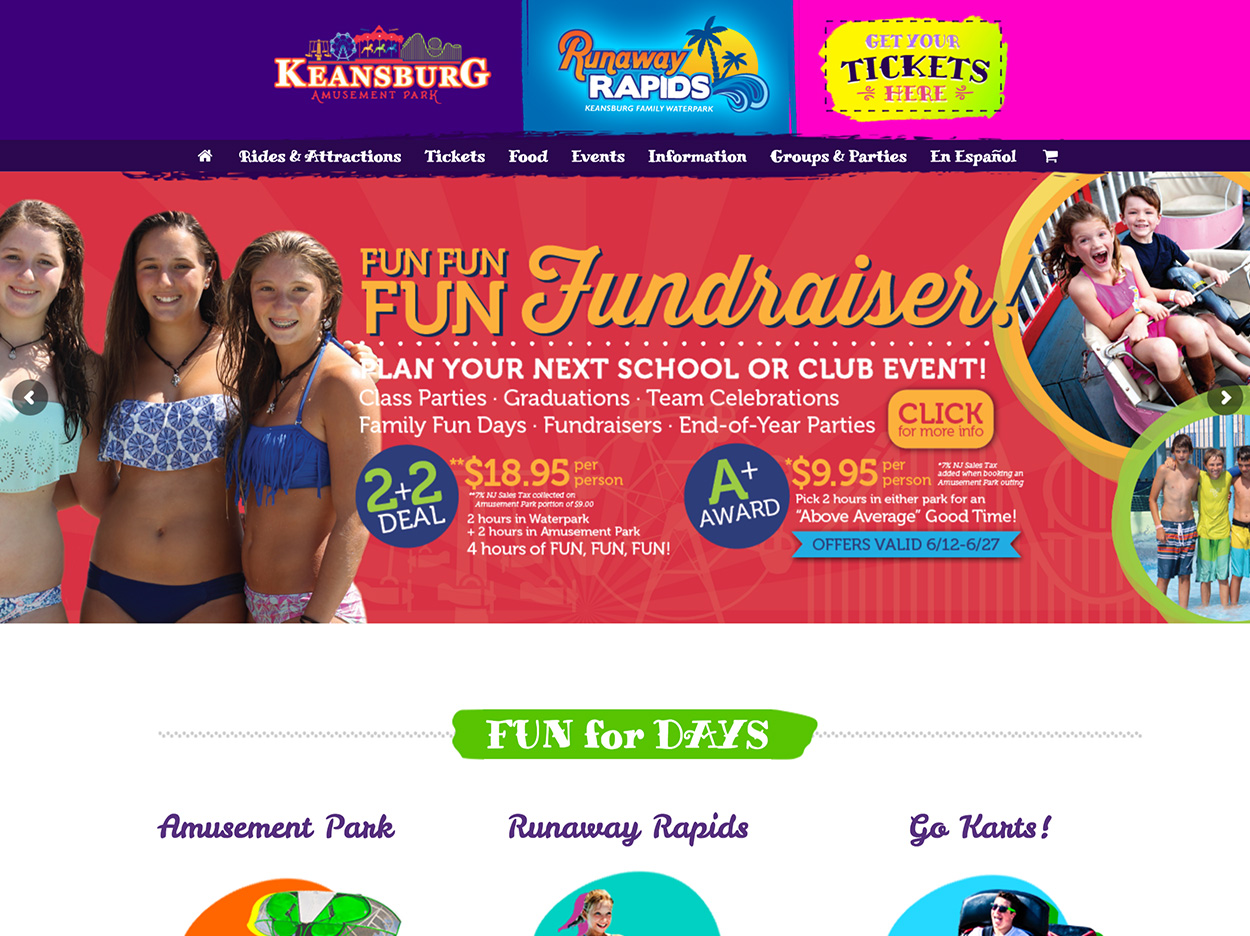 KEANSBURG
AMUSEMENT PARK
Runaway
RAPIDS
KEANSBURG FAMILY WATERPARK
GET YOUR
TICKETS
HERE
Rides & Attractions Tickets Food Events Information Groups & Parties En Español
FUN FUN
FUN Fundraiser!
PLAN YOUR NEXT SCHOOL OR CLUB EVENT!
Class Parties · Graduations · Team Celebrations
Family Fun Days · Fundraisers · End-of-Year Parties
CLICK
for more info
2+2
DEAL
**$18.95 per person
**7% NJ Sales Tax collected on
Amusement Park portion of $9.00
2 hours in Waterpark
+ 2 hours in Amusement Park
4 hours of FUN, FUN, FUN!
A+
AWARD
*$9.95 per person
*7% NJ Sales Tax
added when booking an
Amusement Park outing
Pick 2 hours in either park for an
"Above Average" Good Time!
OFFERS VALID 6/12-6/27
FUN for DAYS
Amusement Park Runaway Rapids Go Karts!